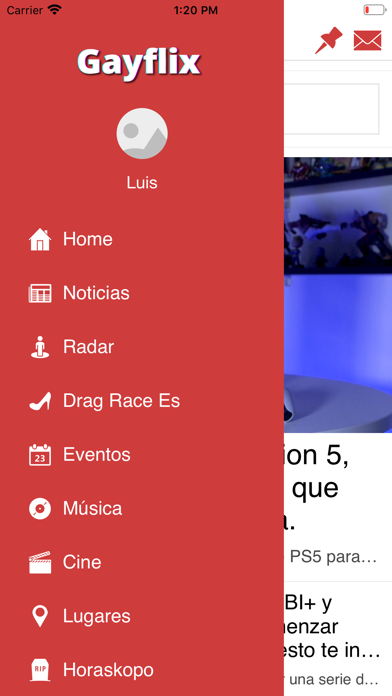 Carrier 1:20 PM
Gayflix
Luis
Home
Noticias
Radar
Drag Race Es
23
Eventos
Música
Cine
Lugares
RIP
Horaskopo
ion 5,
que
a.
PS5 para...
BI+ y
menzar
esto te in...
r una serie d...